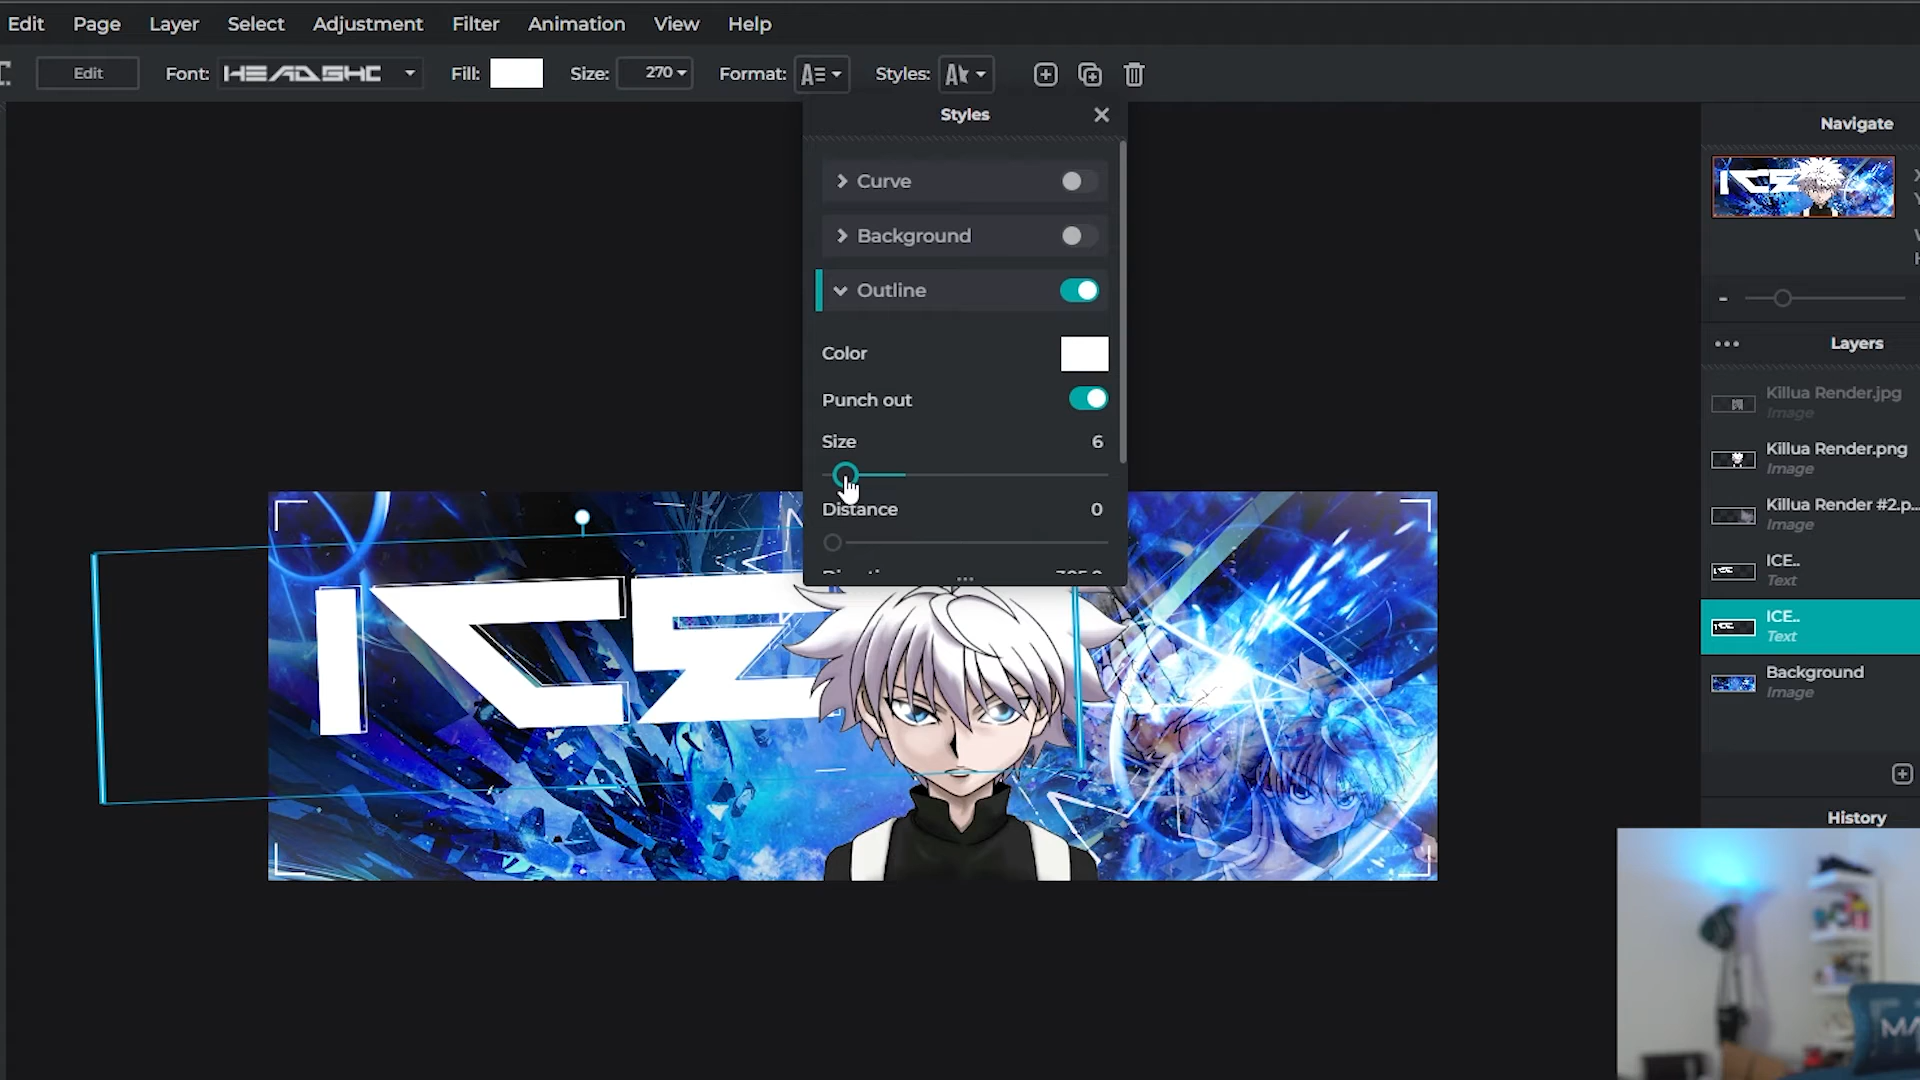 Edit Page Layer Select Adjustment Filter Animation View Help
Edit Font: HEADSHC Fill: Size: 270 Format: A Styles: A
Styles
Curve
Background
Outline
Color
Punch out
Size 6
Distance 0
Navigate
Layers
Killua Render.jpg
Image
Killua Render.png
Image
Killua Render #2.p...
Image
ICE..
Text
ICE..
Text
Background
Image
History
ICE
MA